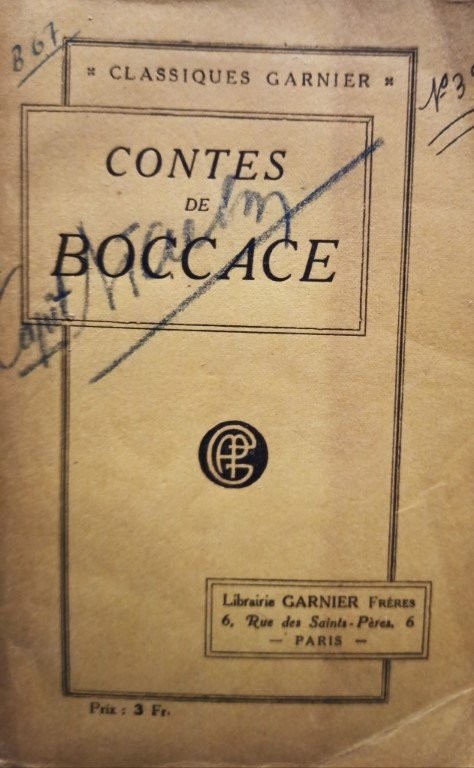 B 67
CLASSIQUES GARNIER
N° 3
CONTES
DE
BOCCACE
Librairie GARNIER FRÈRES
6, Rue des Saints-Pères, 6
— PARIS —
Prix : 3 Fr.